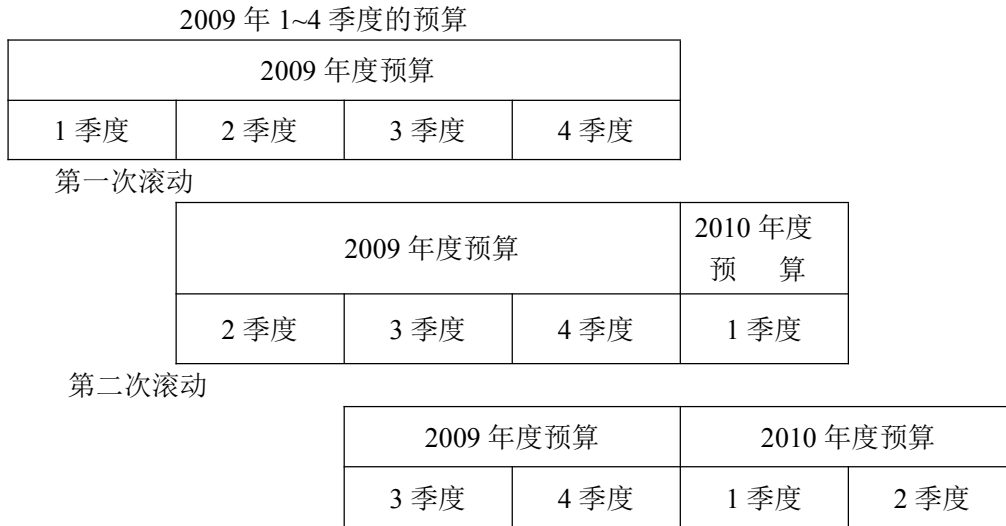 2009 年 1~4 季度的预算
2009 年度预算
1 季度 2 季度 3 季度 4 季度
第一次滚动
2009 年度预算 2010 年度
预 算
2 季度 3 季度 4 季度 1 季度
第二次滚动
2009 年度预算 2010 年度预算
3 季度 4 季度 1 季度 2 季度